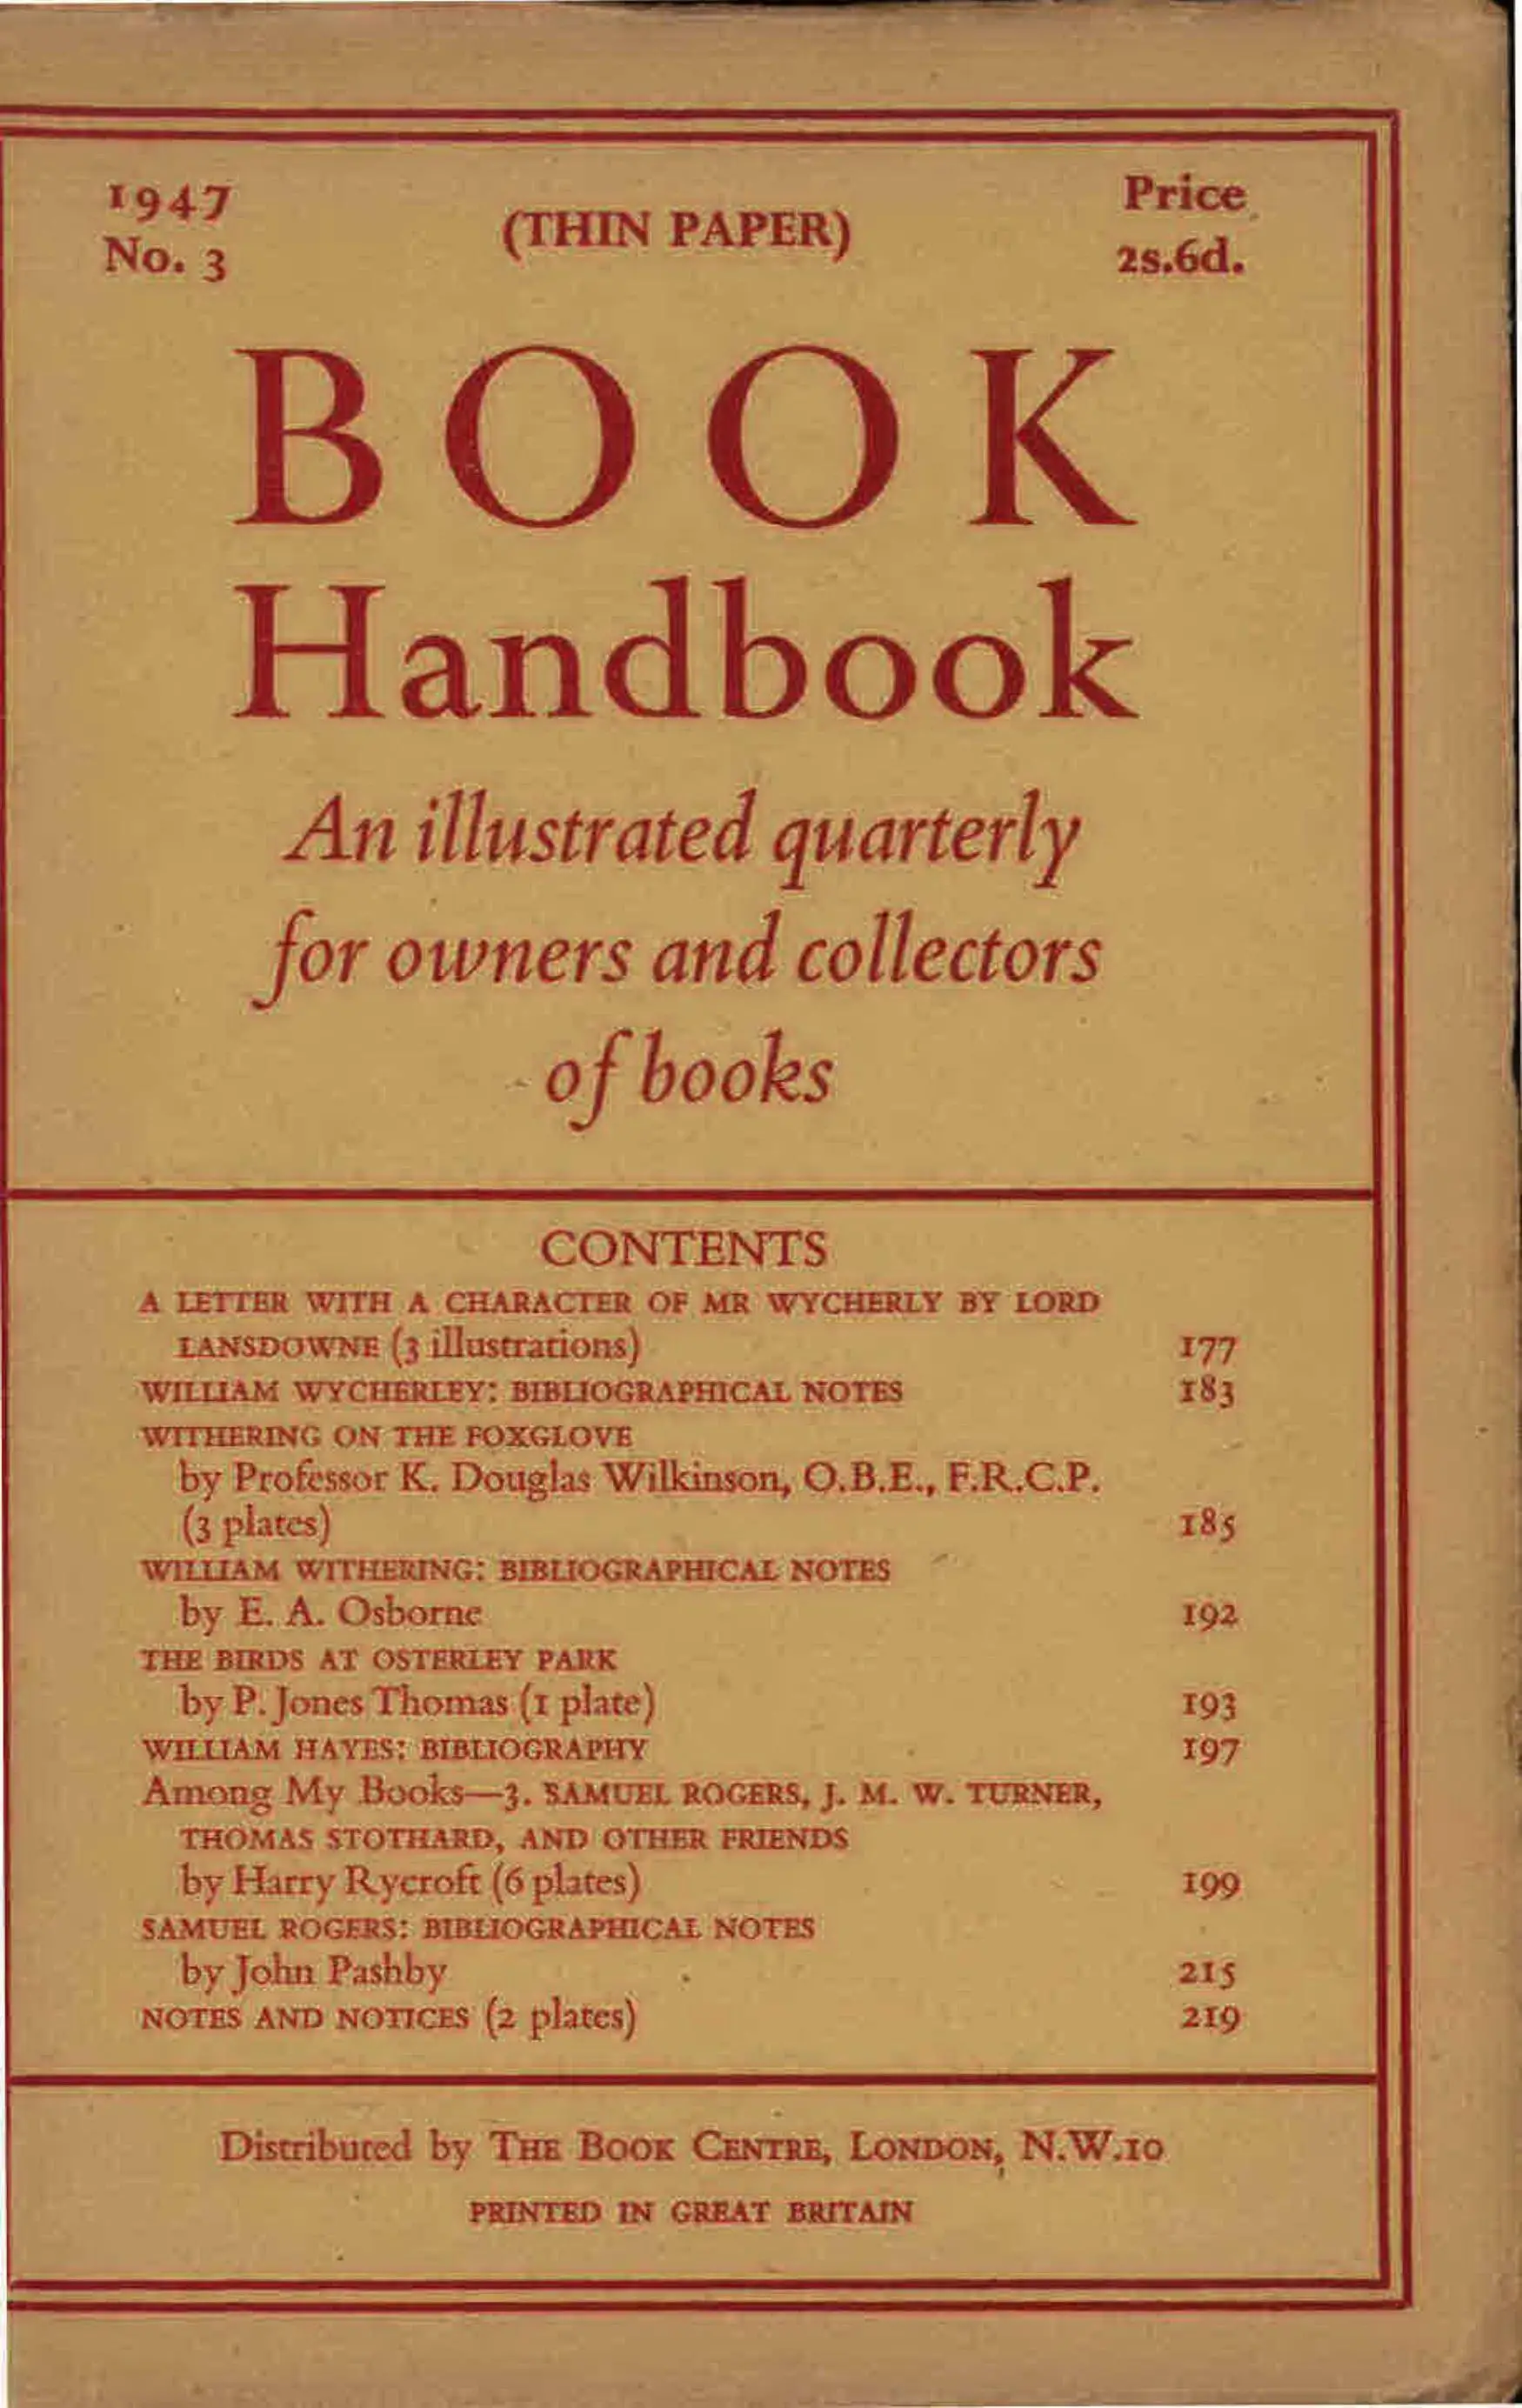 1947
No. 3
(THIN PAPER)
Price
2s.6d.
BOOK
Handbook
An illustrated quarterly
for owners and collectors
of books
CONTENTS
A LETTER WITH A CHARACTER OF MR WYCHERLY BY LORD
LANSDOWNE (3 illustrations) 177
WILLIAM WYCHERLEY: BIBLIOGRAPHICAL NOTES 183
WITHERING ON THE FOXGLOVE
by Professor K. Douglas Wilkinson, O.B.E., F.R.C.P.
(3 plates) 185
WILLIAM WITHERING: BIBLIOGRAPHICAL NOTES
by E. A. Osborne 192
THE BIRDS AT OSTERLEY PARK
by P. Jones Thomas (1 plate) 193
WILLIAM HAYES: BIBLIOGRAPHY 197
Among My Books—3. SAMUEL ROGERS, J. M. W. TURNER,
THOMAS STOTHARD, AND OTHER FRIENDS
by Harry Rycroft (6 plates) 199
SAMUEL ROGERS: BIBLIOGRAPHICAL NOTES
by John Pashby 215
NOTES AND NOTICES (2 plates) 219
Distributed by THE BOOK CENTRE, LONDON, N.W.10
PRINTED IN GREAT BRITAIN